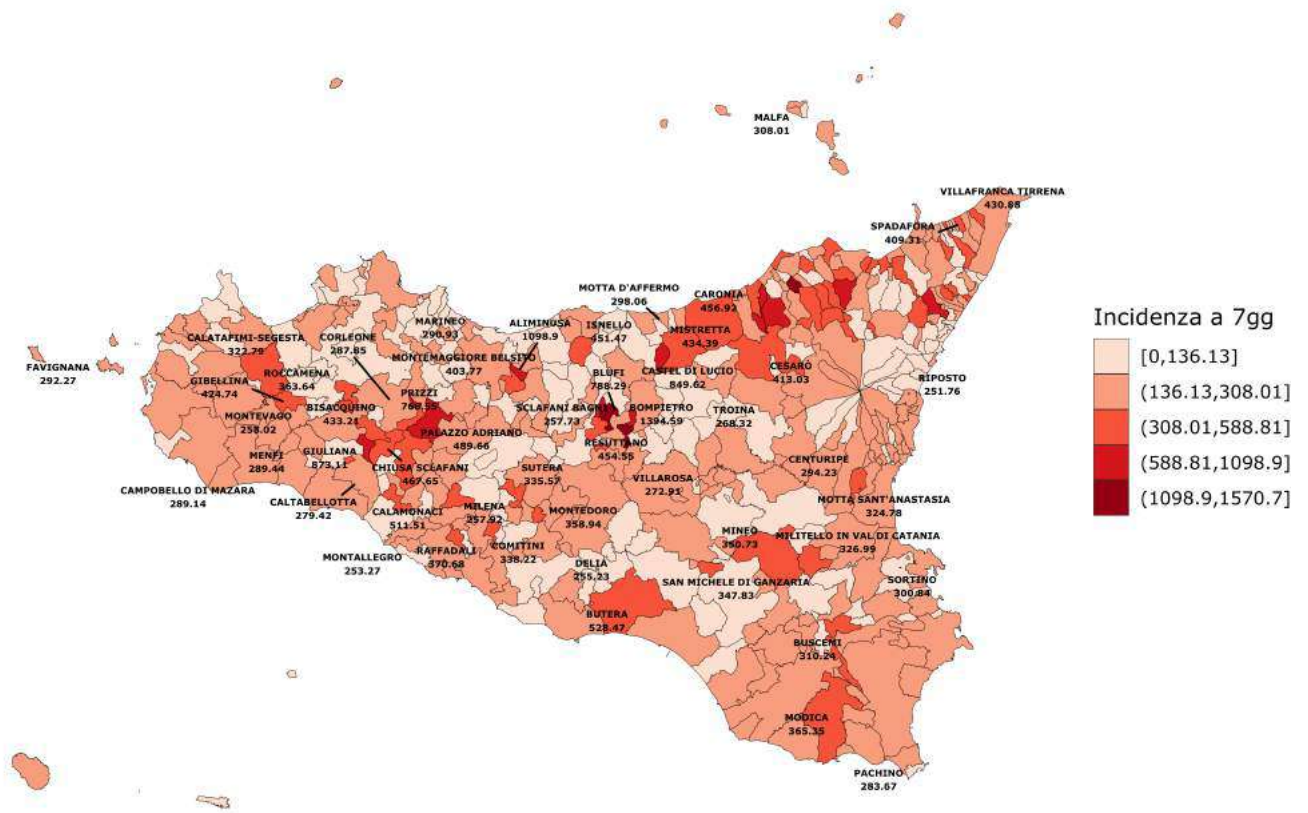 MALFA
308.01
VILLAFRANCA TIRRENA
430.88
SPADAFORA
409.31
MOTTA D'AFFERMO
298.06
CARONIA
456.92
MARINEO
290.93
ALIMINUSA
1098.9
ISNELLO
451.47
MISTRETTA
434.39
CALATAFIMI-SEGESTA
322.79
CORLEONE
287.85
MONTEMAGGIORE BELSITO
403.77
BLUFI
788.29
CASTEL DI LUCIO
849.62
CESARÒ
413.03
FAVIGNANA
292.27
ROCCAMENA
363.64
GIBELLINA
424.74
PRIZZI
RIPOSTO
251.76
BISACQUINO
433.21
SCLAFANI BAGNI
257.73
BOMPIETRO
1394.59
TROINA
268.32
MONTEVAGO
258.02
PALAZZO ADRIANO
489.66
RESUTTANO
454.55
GIULIANA
873.11
MENFI
289.44
CHIUSA SCLAFANI
467.65
SUTERA
335.57
VILLAROSA
272.91
CENTURIPE
294.23
CAMPOBELLO DI MAZARA
289.14
CALTABELLOTTA
279.42
CALAMONACI
511.51
MILENA
257.92
MONTEDORO
358.94
MOTTA SANT'ANASTASIA
324.78
MINEO
350.73
MILITELLO IN VAL DI CATANIA
326.99
MONTALLEGRO
253.27
RAFFADALI
370.68
COMITINI
338.22
DELIA
255.23
SAN MICHELE DI GANZARIA
347.83
SORTINO
300.84
BUTERA
528.47
BUSCEMI
310.24
MODICA
365.35
PACHINO
283.67
Incidenza a 7gg
[0,136.13]
(136.13,308.01]
(308.01,588.81]
(588.81,1098.9]
(1098.9,1570.7]